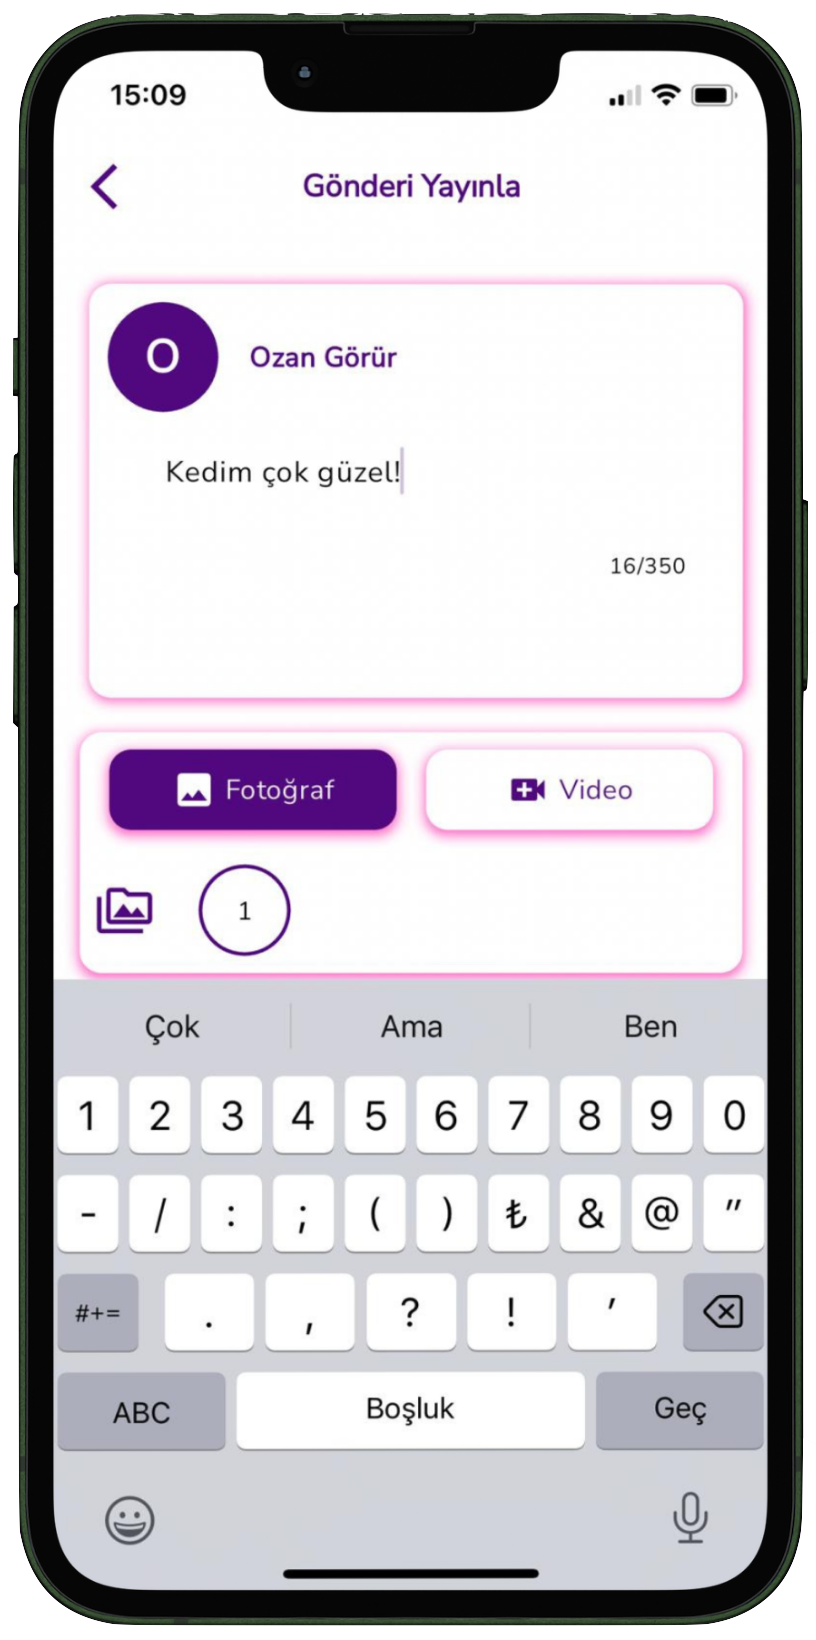 15:09
Gönderi Yayınla
O
Ozan Görür
Kedim çok güzel!
16/350
Fotoğraf
Video
1
Çok Ama Ben
1 2 3 4 5 6 7 8 9 0
- / : ; ( ) ₺ & @ "
#+= . , ? ! '
ABC Boşluk Geç